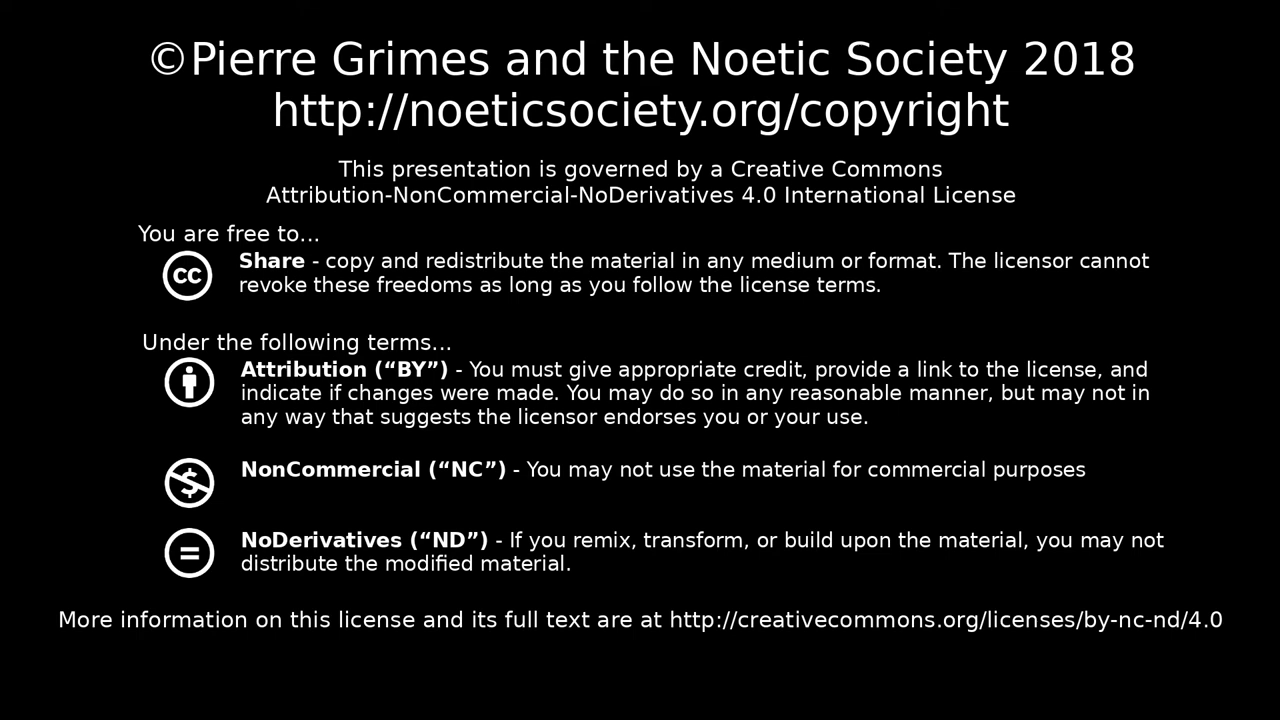 ©Pierre Grimes and the Noetic Society 2018
http://noeticsociety.org/copyright
This presentation is governed by a Creative Commons
Attribution-NonCommercial-NoDerivatives 4.0 International License
You are free to...
cc
Share - copy and redistribute the material in any medium or format. The licensor cannot
revoke these freedoms as long as you follow the license terms.
Under the following terms...
Attribution (“BY”) - You must give appropriate credit, provide a link to the license, and
indicate if changes were made. You may do so in any reasonable manner, but may not in
any way that suggests the licensor endorses you or your use.
NonCommercial (“NC”) - You may not use the material for commercial purposes
NoDerivatives (“ND”) - If you remix, transform, or build upon the material, you may not
distribute the modified material.
More information on this license and its full text are at http://creativecommons.org/licenses/by-nc-nd/4.0